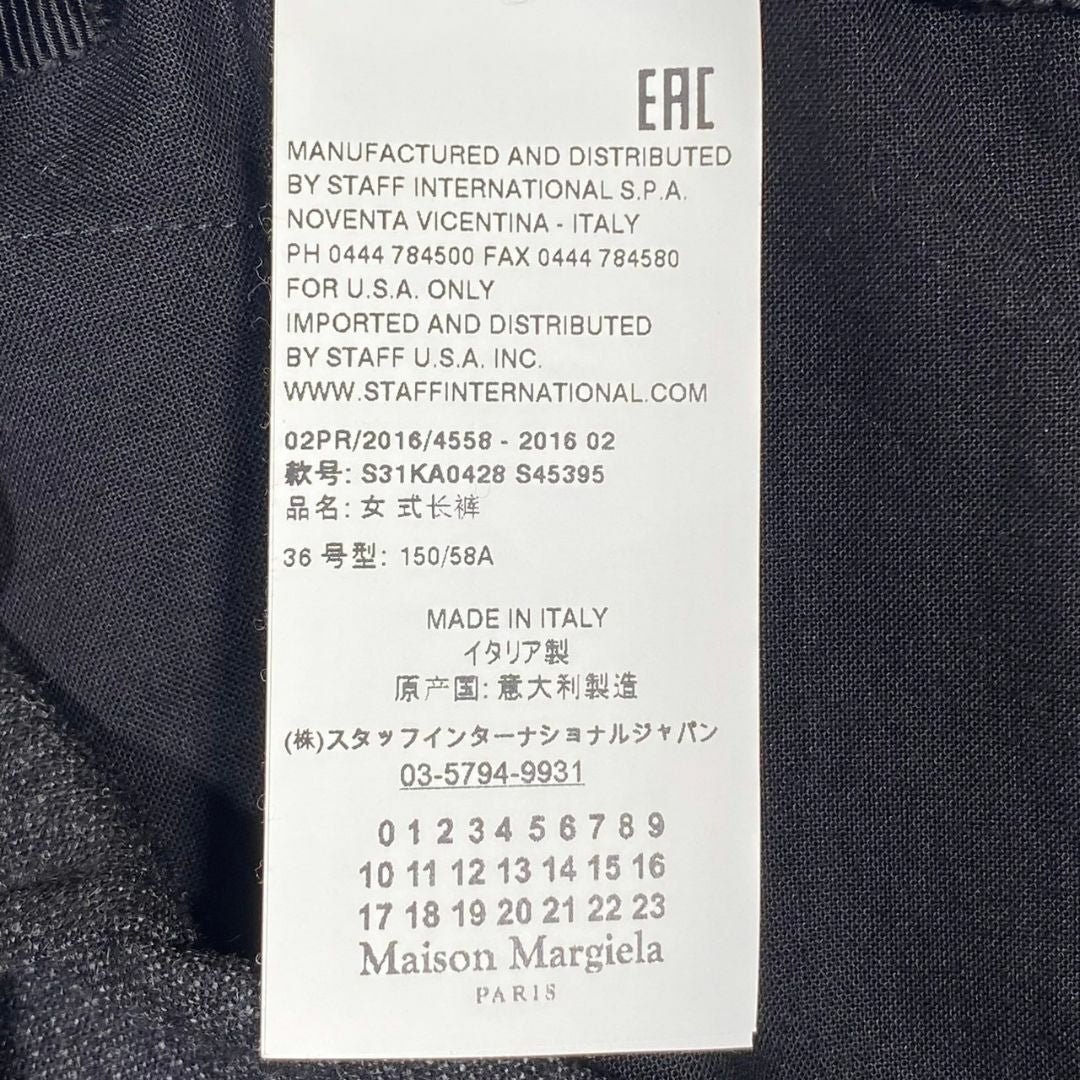 EAC
MANUFACTURED AND DISTRIBUTED
BY STAFF INTERNATIONAL S.P.A.
NOVENTA VICENTINA - ITALY
PH 0444 784500 FAX 0444 784580
FOR U.S.A. ONLY
IMPORTED AND DISTRIBUTED
BY STAFF U.S.A. INC.
WWW.STAFFINTERNATIONAL.COM
02PR/2016/4558 - 2016 02
款号: S31KA0428 S45395
品名: 女 式长裤
36 号型: 150/58A
MADE IN ITALY
イタリア製
原产国: 意大利製造
(株)スタッフインターナショナルジャパン
03-5794-9931
0 1 2 3 4 5 6 7 8 9
10 11 12 13 14 15 16
17 18 19 20 21 22 23
Maison Margiela
PARIS